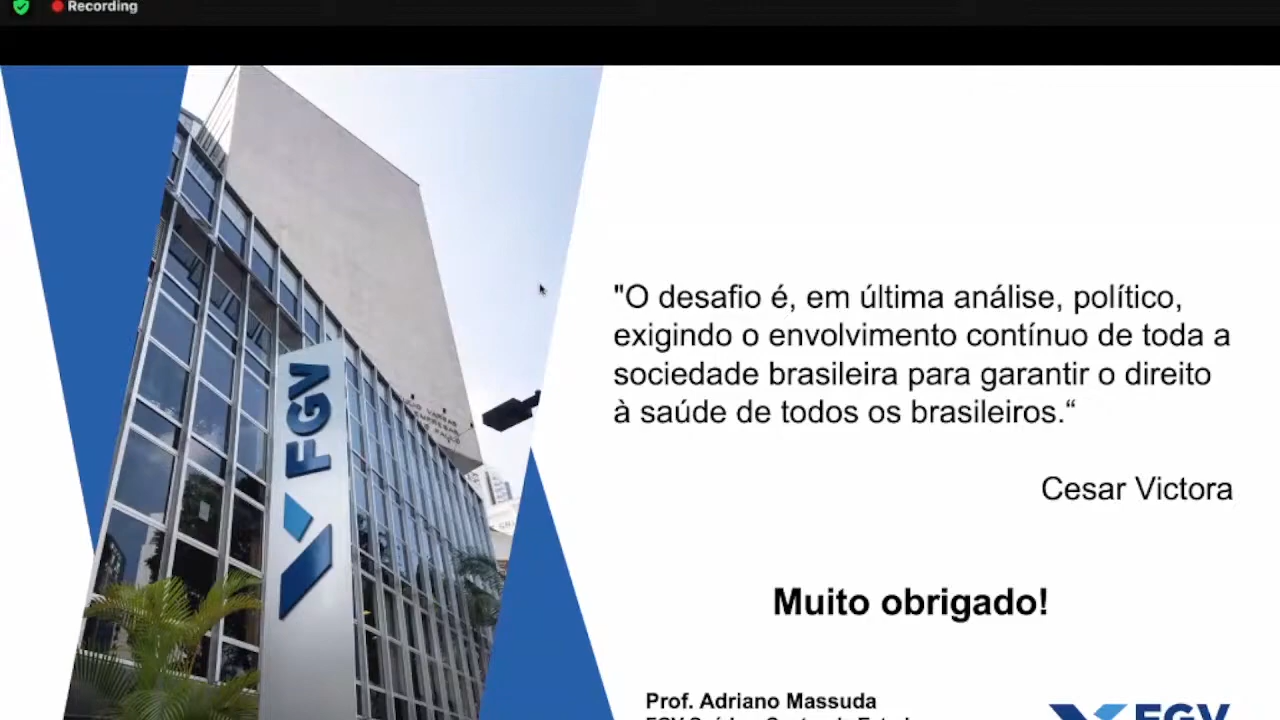 Recording
FGV
"O desafio é, em última análise, político,
exigindo o envolvimento contínuo de toda a
sociedade brasileira para garantir o direito
à saúde de todos os brasileiros.“
Cesar Victora
Muito obrigado!
Prof. Adriano Massuda
FGV